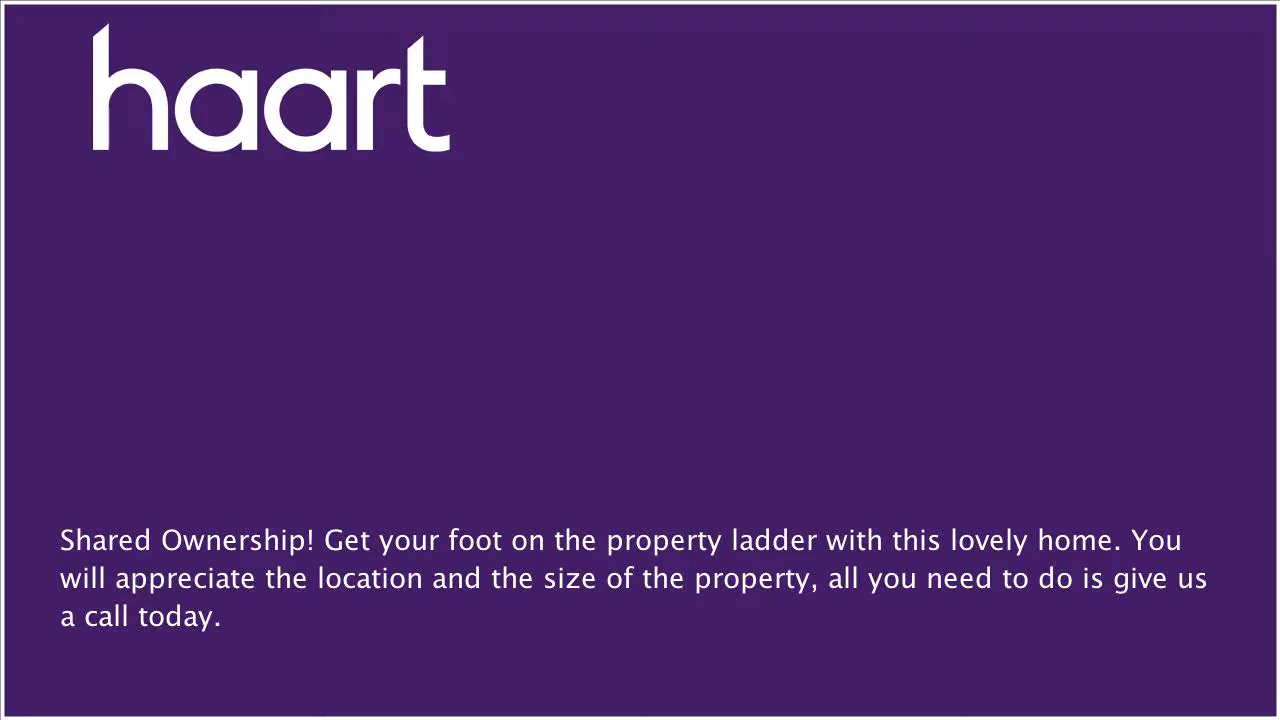 haart
Shared Ownership! Get your foot on the property ladder with this lovely home. You
will appreciate the location and the size of the property, all you need to do is give us
a call today.